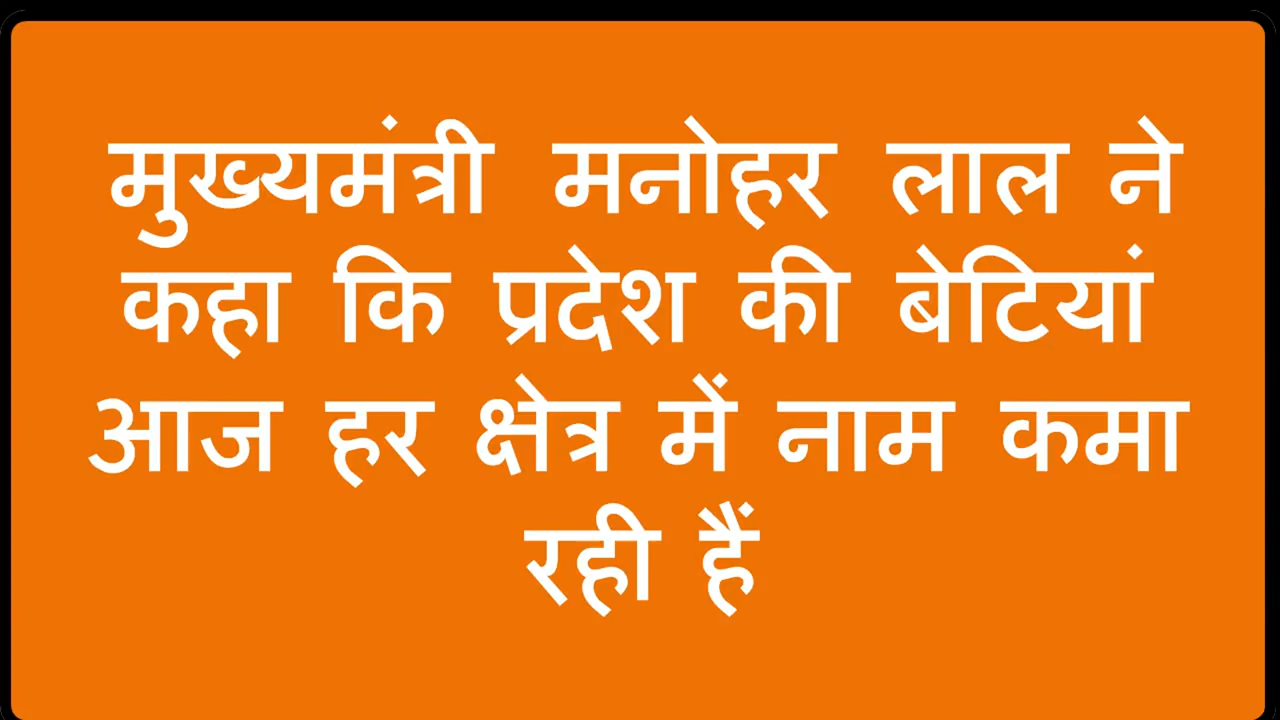 मुख्यमंत्री मनोहर लाल ने
कहा कि प्रदेश की बेटियां
आज हर क्षेत्र में नाम कमा
रही हैं